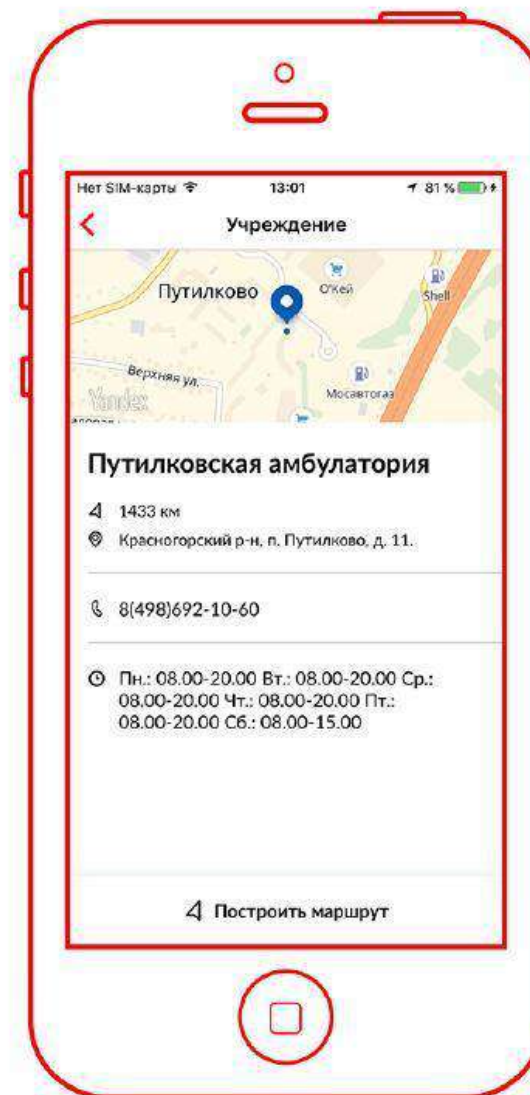 Нет SIM-карты 13:01 81 %
Учреждение
Путилково
О'Кей
Shell
Верхняя ул.
Мосавтогаз
Yandex
Путилковская амбулатория
1433 км
Красногорский р-н, п. Путилково, д. 11.
8(498)692-10-60
Пн.: 08.00-20.00 Вт.: 08.00-20.00 Ср.:
08.00-20.00 Чт.: 08.00-20.00 Пт.:
08.00-20.00 Сб.: 08.00-15.00
Построить маршрут